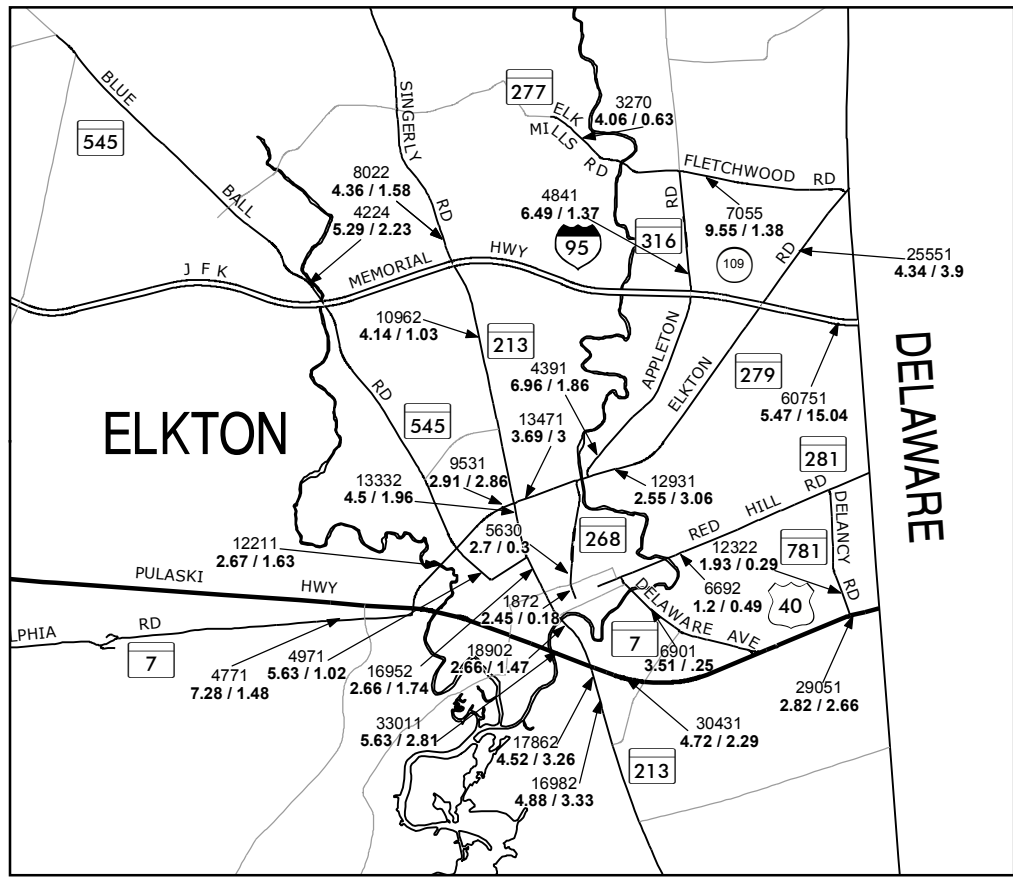 BLUE
BALL
RD
545
SINGERLY
RD
277
ELK
MILLS
RD
3270
4.06 / 0.63
FLETCHWOOD RD
8022
4.36 / 1.58
4224
5.29 / 2.23
4841
6.49 / 1.37
RD
316
95
7055
9.55 / 1.38
109
RD
25551
4.34 / 3.9
JFK
MEMORIAL
HWY
10962
4.14 / 1.03
213
APPLETON
ELKTON
279
60751
5.47 / 15.04
DELAWARE
ELKTON
545
4391
6.96 / 1.86
13471
3.69 / 3
9531
2.91 / 2.86
13332
4.5 / 1.96
12931
2.55 / 3.06
281
RED HILL RD
DELANCY
RD
5630
2.7 / 0.3
268
12322
1.93 / 0.29
781
12211
2.67 / 1.63
6692
1.2 / 0.49
40
PULASKI
HWY
1872
2.45 / 0.18
DELAWARE AVE
LPHIA
RD
7
7
6901
3.51 / .25
4771
7.28 / 1.48
4971
5.63 / 1.02
16952
2.66 / 1.74
18902
2.66 / 1.47
29051
2.82 / 2.66
33011
5.63 / 2.81
30431
4.72 / 2.29
17862
4.52 / 3.26
16982
4.88 / 3.33
213